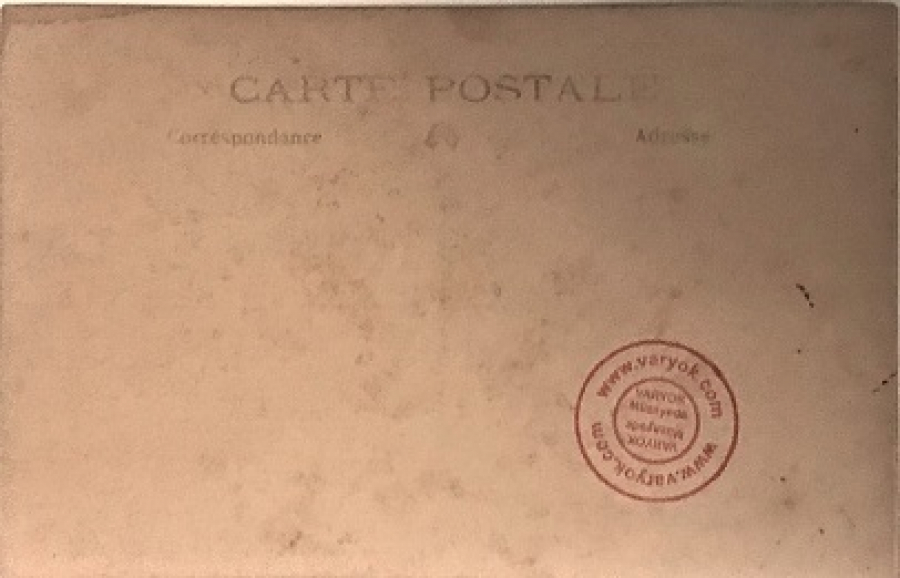 CARTE POSTALE
Correspondance
Adresse
www.varyok.com
VARYOK
Müzayede
Müzayede
VARYOK
www.varyok.com